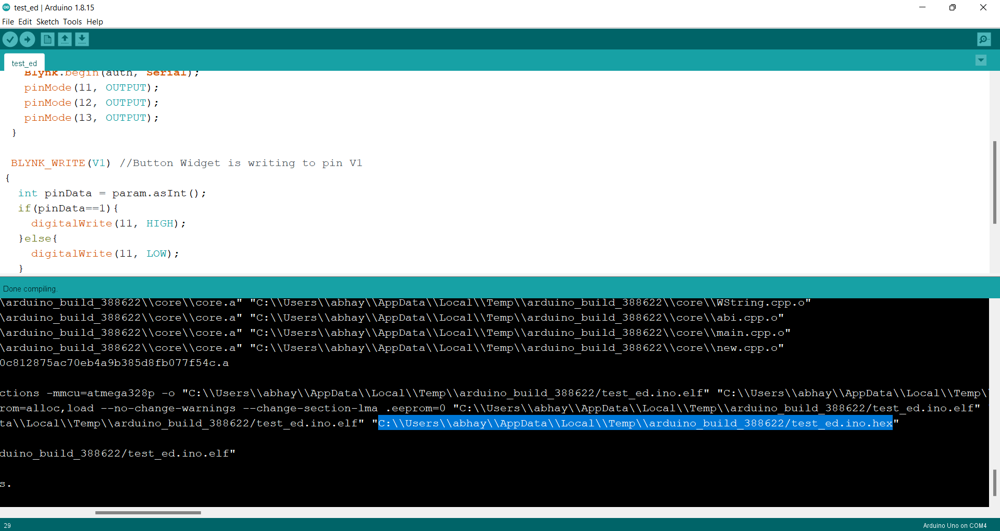 test_ed | Arduino 1.8.15
File Edit Sketch Tools Help
test_ed
Blynk.begin(auth, Serial);
pinMode(11, OUTPUT);
pinMode(12, OUTPUT);
pinMode(13, OUTPUT);
}
BLYNK_WRITE(V1) //Button Widget is writing to pin V1
{
int pinData = param.asInt();
if(pinData==1){
digitalWrite(11, HIGH);
}else{
digitalWrite(11, LOW);
}
Done compiling.
\arduino_build_388622\\core\\core.a" "C:\\Users\\abhay\\AppData\\Local\\Temp\\arduino_build_388622\\core\\WString.cpp.o"
\arduino_build_388622\\core\\core.a" "C:\\Users\\abhay\\AppData\\Local\\Temp\\arduino_build_388622\\core\\abi.cpp.o"
\arduino_build_388622\\core\\core.a" "C:\\Users\\abhay\\AppData\\Local\\Temp\\arduino_build_388622\\core\\main.cpp.o"
\arduino_build_388622\\core\\core.a" "C:\\Users\\abhay\\AppData\\Local\\Temp\\arduino_build_388622\\core\\new.cpp.o"
0c812875ac70eb4a9b385d8fb077f54c.a
ctions -mmcu=atmega328p -o "C:\\Users\\abhay\\AppData\\Local\\Temp\\arduino_build_388622/test_ed.ino.elf" "C:\\Users\\abhay\\AppData\\Local\\Temp\
rom=alloc,load --no-change-warnings --change-section-lma .eeprom=0 "C:\\Users\\abhay\\AppData\\Local\\Temp\\arduino_build_388622/test_ed.ino.elf"
ta\\Local\\Temp\\arduino_build_388622/test_ed.ino.elf" "C:\\Users\\abhay\\AppData\\Local\\Temp\\arduino_build_388622/test_ed.ino.hex"
duino_build_388622/test_ed.ino.elf"
s.
29
Arduino Uno on COM4